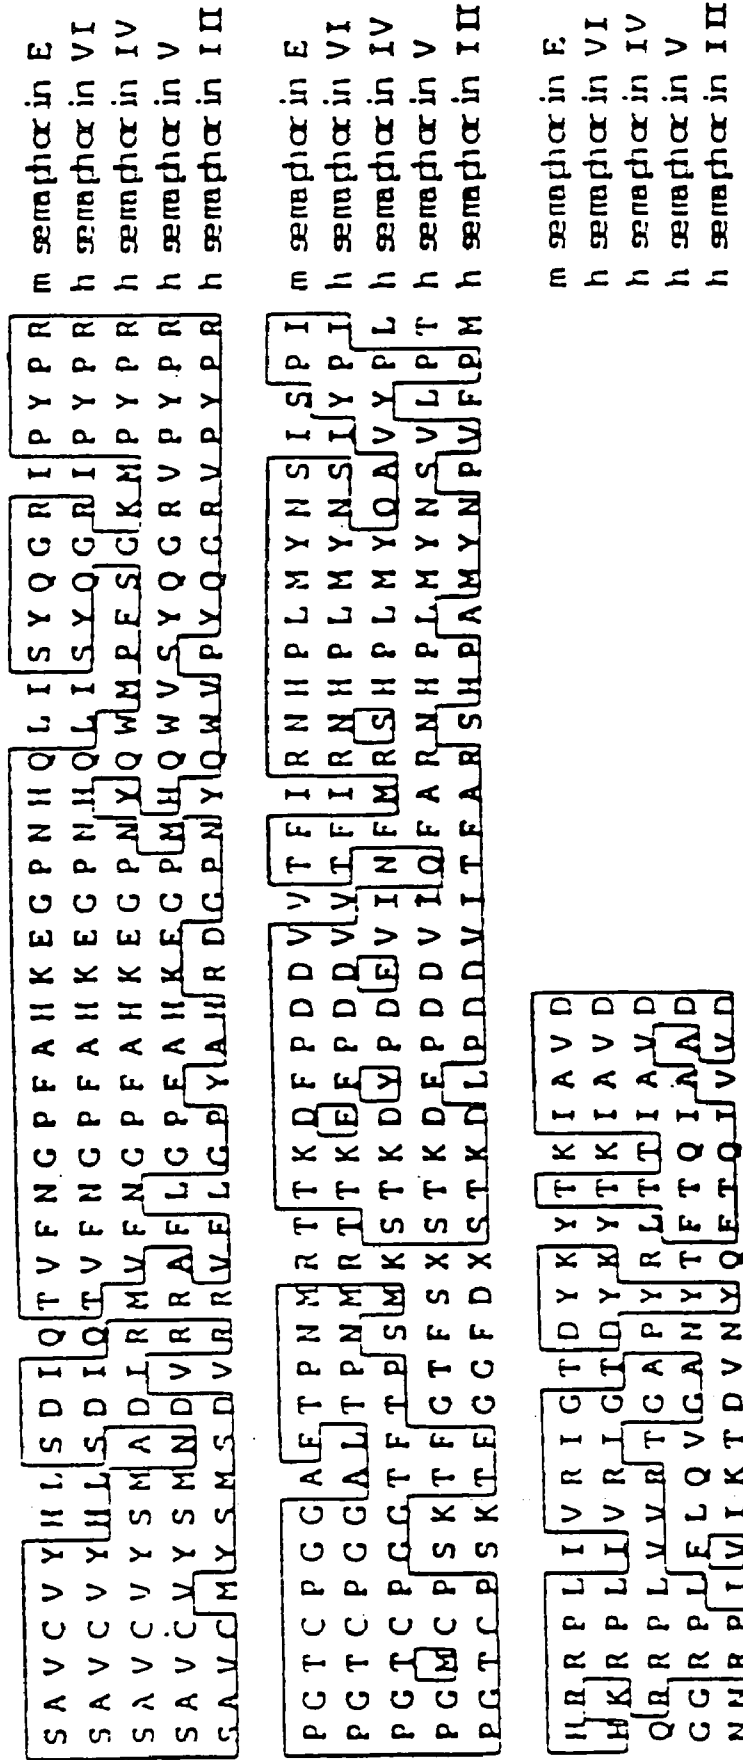 S A V C V Y H L S D I Q T V F N G P F A H K E G P N H Q L I S Y Q G R I P Y P R m semaphorin E
S A V C V Y H L S D I Q T V F N G P F A H K E G P N H Q L I S Y Q G R I P Y P R h semaphorin VI
S A V C V Y S M A D I R M V F N G P F A H K E G P N Y Q W M P F S G K M P Y P R h semaphorin IV
S A V C V Y S M N D V R R A F L G P F A H K E G P M H Q W V S Y Q G R V P Y P R h semaphorin V
S A V C M Y S M S D V R R V F L G P Y A H R D G P N Y Q W V P Y Q G R V P Y P R h semaphorin III
P G T C P G G A F T P N M R T T K D F P D D V V T F I R N H P L M Y N S I S P I m semaphorin E
P G T C P G G A L T P N M R T T K E F P D D V V T F I R N H P L M Y N S I Y P I h semaphorin VI
P G T C P G G T F T P S M K S T K D Y P D E V I N F M R S H P L M Y Q A V Y P L h semaphorin IV
P G M C P S K T F G T F S X S T K D F P D D V I Q F A R N H P L M Y N S V L P T h semaphorin V
P G T C P S K T F G G F D X S T K D L P D D V I T F A R S H P A M Y N P V F P M h semaphorin III
H R R P L I V R I G T D Y K Y T K I A V D m semaphorin E
H K R P L I V R I G T D Y K Y T K I A V D h semaphorin VI
Q R R P L V V R T G A P Y R L T T I A V D h semaphorin IV
G G R P L F L Q V G A N Y T F T Q I A A D h semaphorin V
N N R P I V I K T D V N Y Q F T Q I V V D h semaphorin III